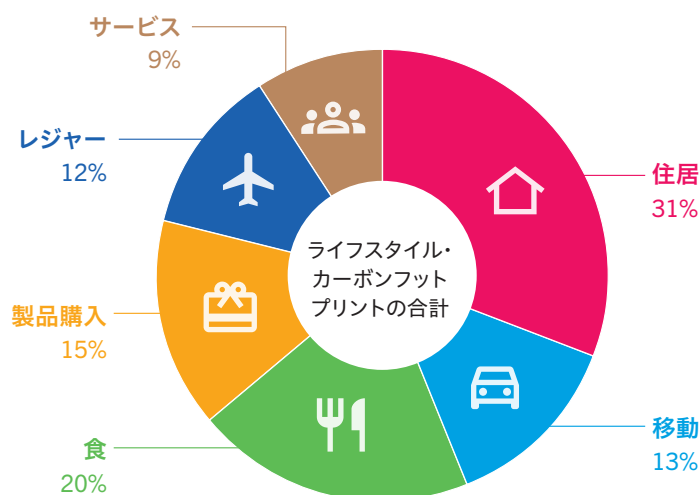 サービス
9%
レジャー
12%
製品購入
15%
食
20%
ライフスタイル・
カーボンフット
プリントの合計
住居
31%
移動
13%